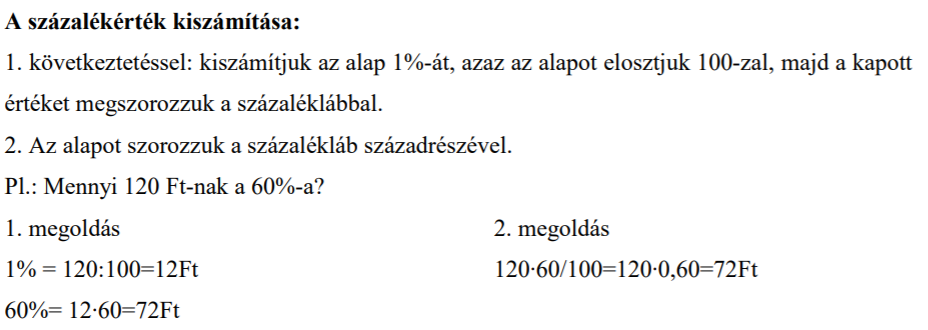 A százalékérték kiszámítása:
1. következtetéssel: kiszámítjuk az alap 1%-át, azaz az alapot elosztjuk 100-zal, majd a kapott
értéket megszorozzuk a százaléklábbal.
2. Az alapot szorozzuk a százalékláb századrészével.
Pl.: Mennyi 120 Ft-nak a 60%-a?
1. megoldás 2. megoldás
1% = 120:100=12Ft 120·60/100=120·0,60=72Ft
60%= 12·60=72Ft